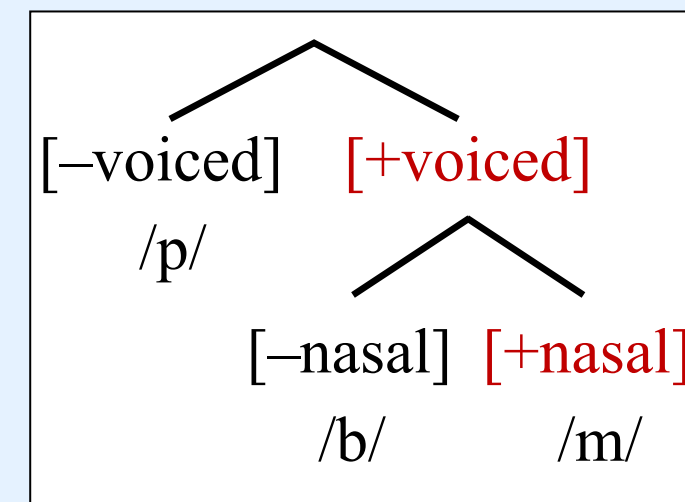 [–voiced] [+voiced]
/p/
[–nasal] [+nasal]
/b/ /m/